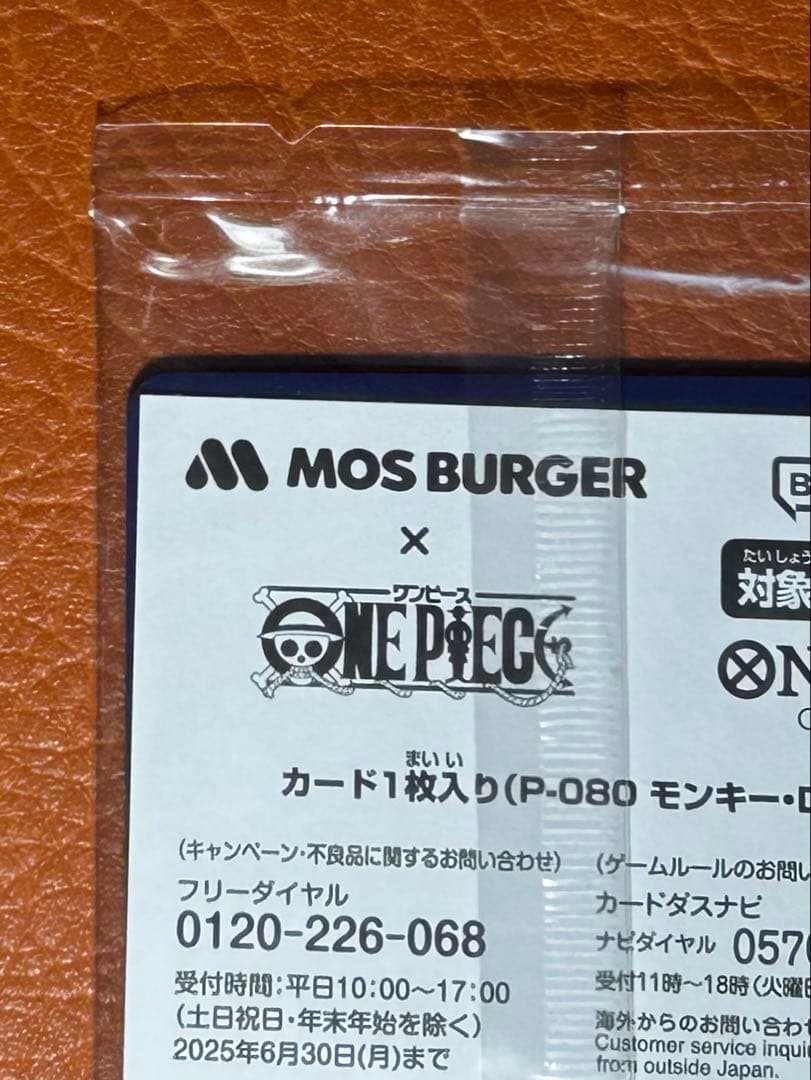 MOS BURGER
×
ワンピース
ONE PIECE
まい い
カード1枚入り(P-080 モンキー・D
(キャンペーン・不良品に関するお問い合わせ)
フリーダイヤル
0120-226-068
受付時間:平日10:00〜17:00
(土日祝日・年末年始を除く)
2025年6月30日(月)まで
B
たいしょう
対象
ON
(ゲームルールのお問い
カードダスナビ
ナビダイヤル 0570
受付11時〜18時(火曜日
海外からのお問い合わせ
Customer service inqui
from outside Japan.